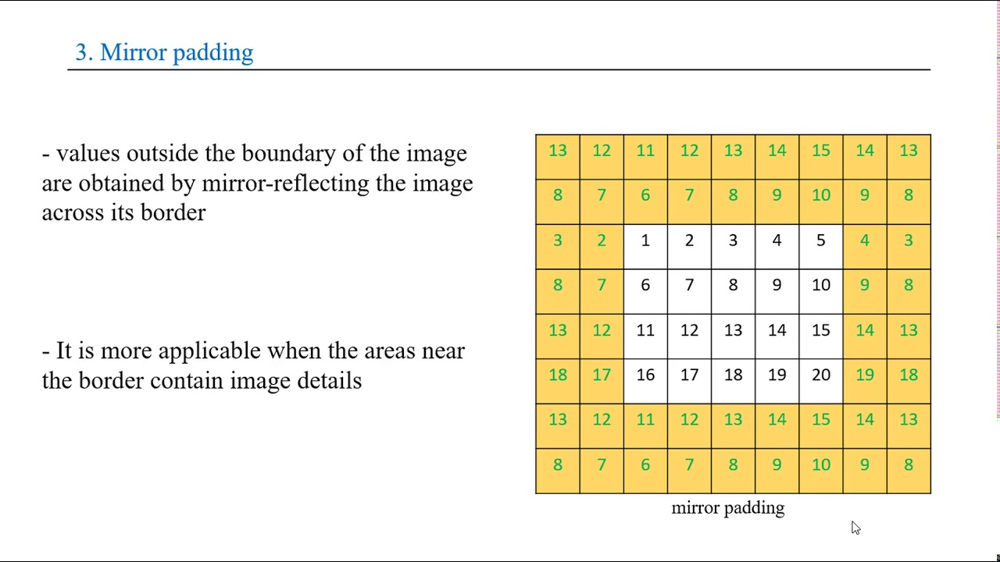 3. Mirror padding
- values outside the boundary of the image
are obtained by mirror-reflecting the image
across its border
- It is more applicable when the areas near
the border contain image details
13 12 11 12 13 14 15 14 13
8 7 6 7 8 9 10 9 8
3 2 1 2 3 4 5 4 3
8 7 6 7 8 9 10 9 8
13 12 11 12 13 14 15 14 13
18 17 16 17 18 19 20 19 18
13 12 11 12 13 14 15 14 13
8 7 6 7 8 9 10 9 8
mirror padding